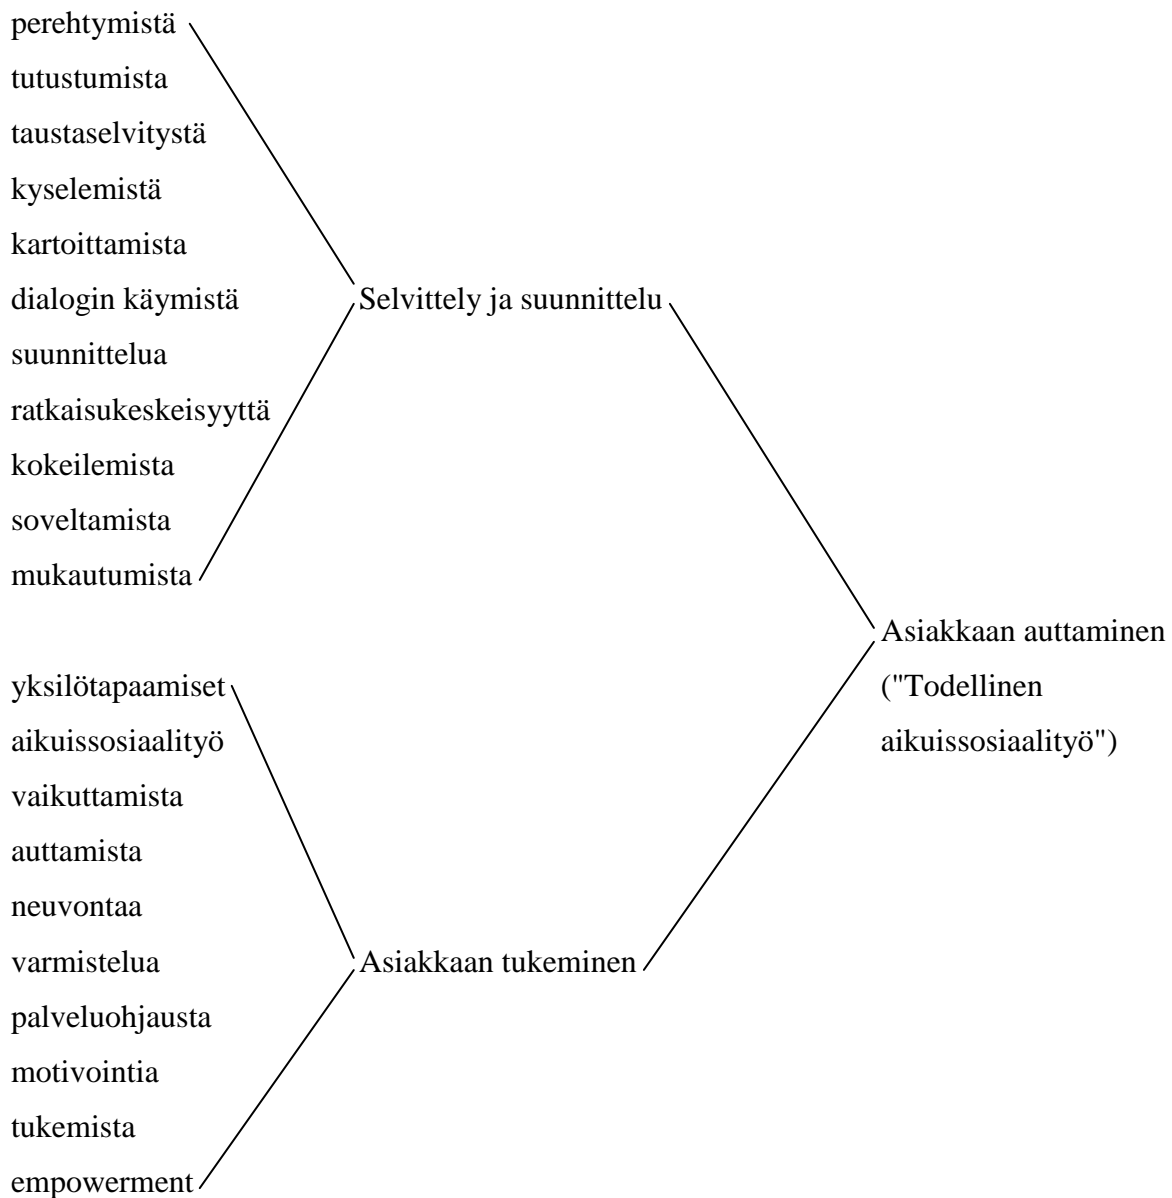 perehtymistä
tutustumista
taustaselvitystä
kyselemistä
kartoittamista
dialogin käymistä
Selvittely ja suunnittelu
suunnittelua
ratkaisukeskeisyyttä
kokeilemista
soveltamista
mukautumista
Asiakkaan auttaminen
("Todellinen
aikuissosiaalityö")
yksilötapaamiset
aikuissosiaalityö
vaikuttamista
auttamista
neuvontaa
varmistelua
Asiakkaan tukeminen
palveluohjausta
motivointia
tukemista
empowerment